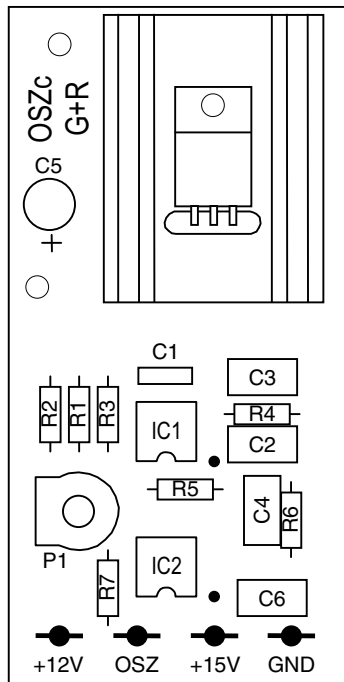 OSZc
G+R
C5
+
C1
C3
R2
R1
R3
R4
IC1
C2
R5
C4
R6
P1
R7
IC2
C6
+12V
OSZ
+15V
GND